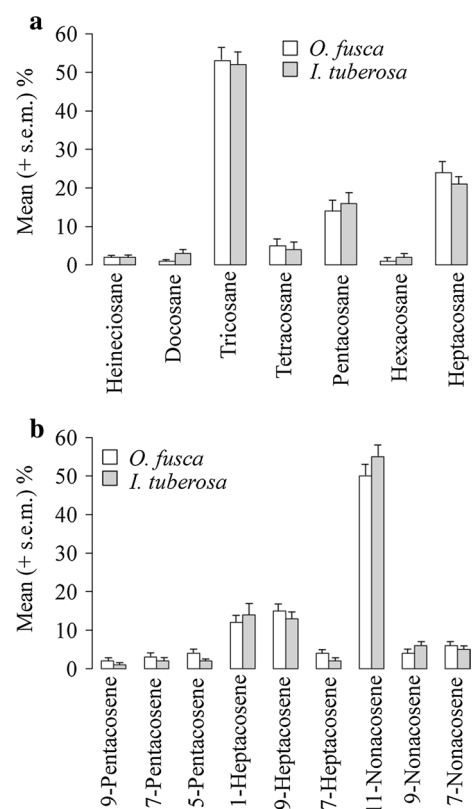 a
60
50
40
30
20
10
0
Mean (+ s.e.m.) %
O. fusca
I. tuberosa
Heineciosane
Docosane
Tricosane
Tetracosane
Pentacosane
Hexacosane
Heptacosane
b
60
50
40
30
20
10
0
Mean (+ s.e.m.) %
O. fusca
I. tuberosa
9-Pentacosene
7-Pentacosene
5-Pentacosene
1-Heptacosene
9-Heptacosene
7-Heptacosene
11-Nonacosene
9-Nonacosene
7-Nonacosene